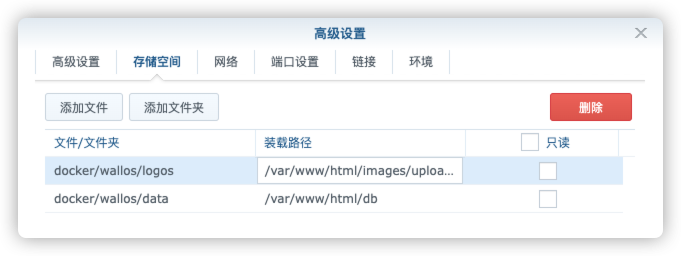 高级设置
高级设置 存储空间 网络 端口设置 链接 环境
添加文件 添加文件夹 删除
文件/文件夹 装载路径 只读
docker/wallos/logos /var/www/html/images/uploa...
docker/wallos/data /var/www/html/db